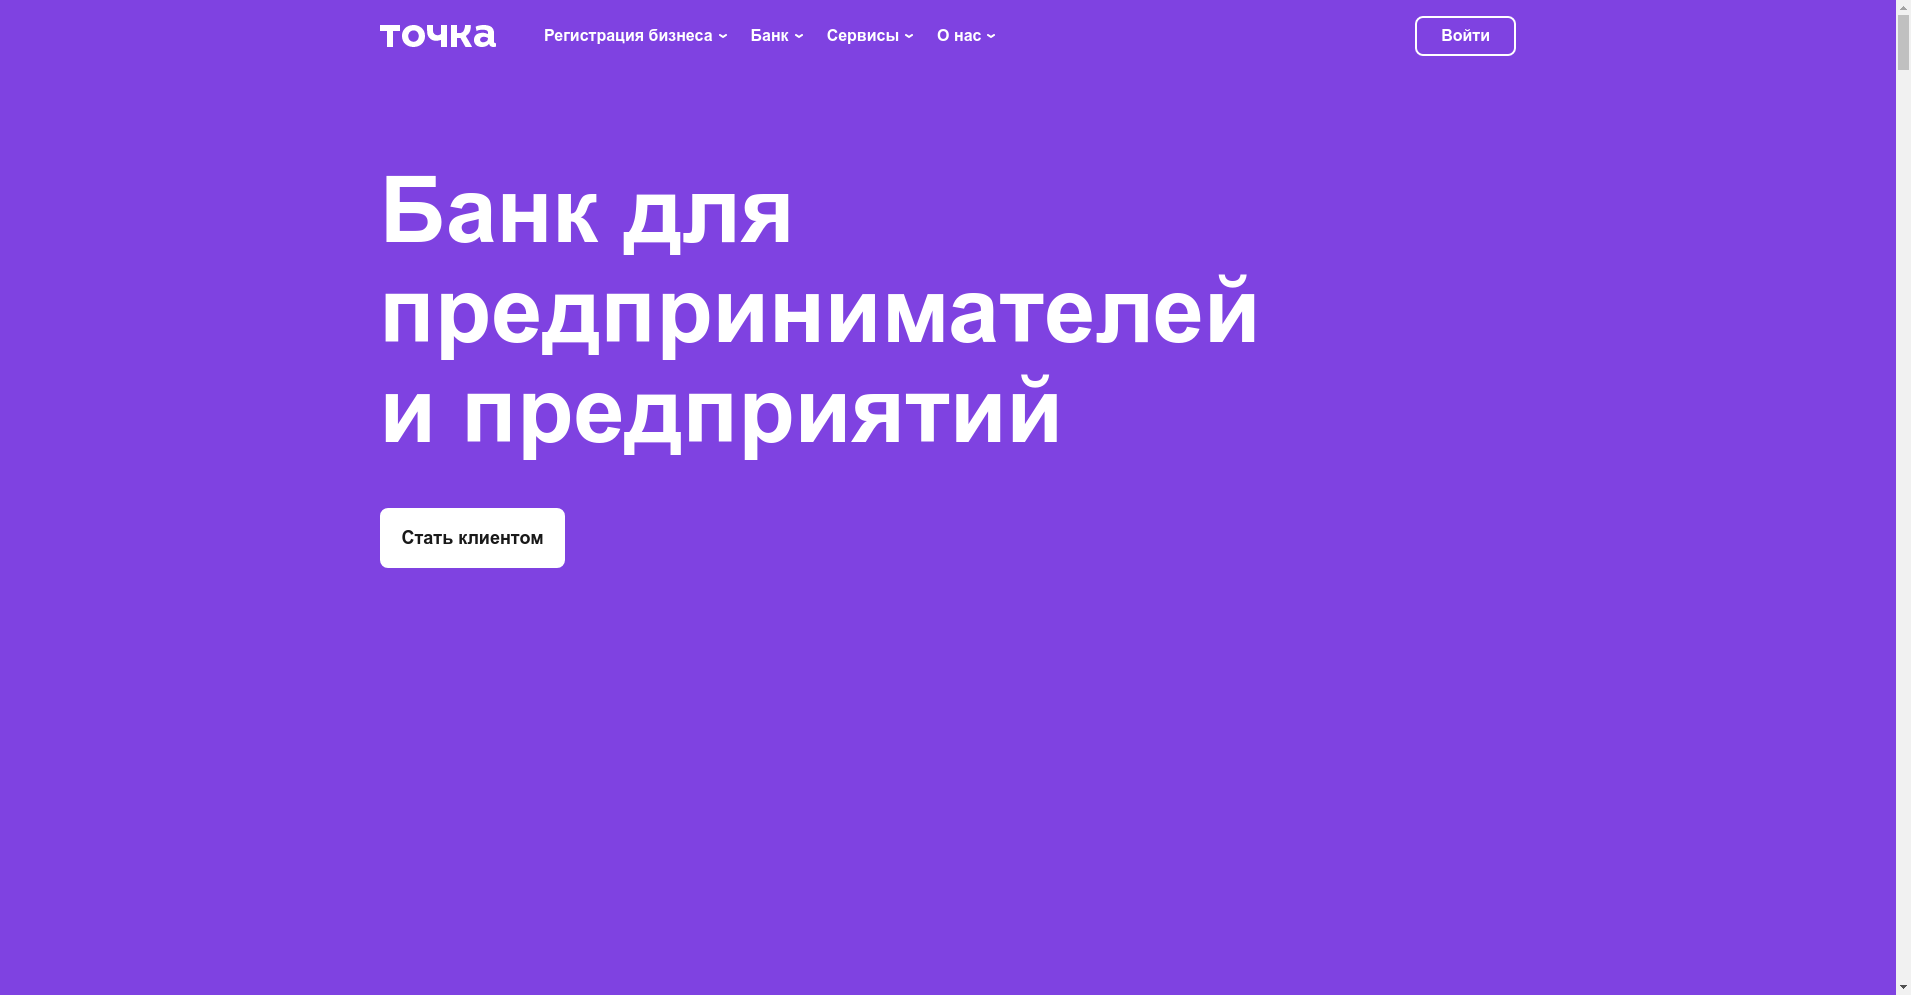 точка
Регистрация бизнеса
Банк
Сервисы
О нас
Войти
Банк для
предпринимателей
и предприятий
Стать клиентом